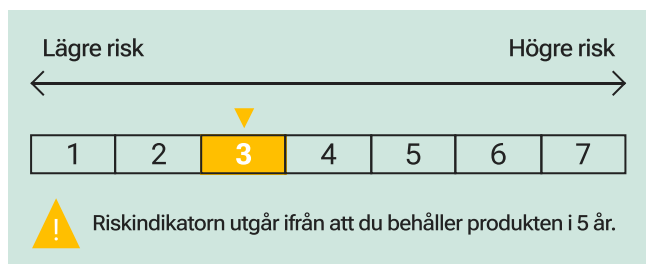 Lägre risk Högre risk
1 2 3 4 5 6 7
! Riskindikatorn utgår ifrån att du behåller produkten i 5 år.